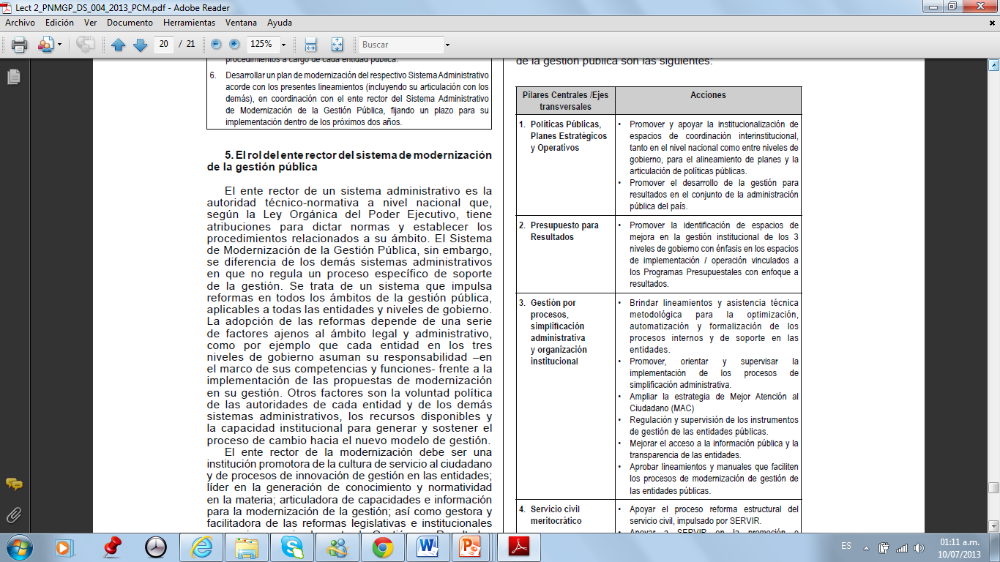 Lect 2_PNMGP_DS_004_2013_PCM.pdf - Adobe Reader
Archivo Edición Ver Documento Herramientas Ventana Ayuda
20 / 21 125% Buscar
procedimientos a cargo de cada entidad pública.
6. Desarrollar un plan de modernización del respectivo Sistema Administrativo
acorde con los presentes lineamientos (incluyendo su articulación con los
demás), en coordinación con el ente rector del Sistema Administrativo
de Modernización de la Gestión Pública, fijando un plazo para su
implementación dentro de los próximos dos años.
5. El rol del ente rector del sistema de modernización
de la gestión pública
El ente rector de un sistema administrativo es la
autoridad técnico-normativa a nivel nacional que,
según la Ley Orgánica del Poder Ejecutivo, tiene
atribuciones para dictar normas y establecer los
procedimientos relacionados a su ámbito. El Sistema
de Modernización de la Gestión Pública, sin embargo,
se diferencia de los demás sistemas administrativos
en que no regula un proceso específico de soporte
de la gestión. Se trata de un sistema que impulsa
reformas en todos los ámbitos de la gestión pública,
aplicables a todas las entidades y niveles de gobierno.
La adopción de las reformas depende de una serie
de factores ajenos al ámbito legal y administrativo,
como por ejemplo que cada entidad en los tres
niveles de gobierno asuman su responsabilidad –en
el marco de sus competencias y funciones- frente a la
implementación de las propuestas de modernización
en su gestión. Otros factores son la voluntad política
de las autoridades de cada entidad y de los demás
sistemas administrativos, los recursos disponibles y
la capacidad institucional para generar y sostener el
proceso de cambio hacia el nuevo modelo de gestión.
El ente rector de la modernización debe ser una
institución promotora de la cultura de servicio al ciudadano
y de procesos de innovación de gestión en las entidades;
líder en la generación de conocimiento y normatividad
en la materia; articuladora de capacidades e información
para la modernización de la gestión; así como gestora y
facilitadora de las reformas legislativas e institucionales
de la gestión pública son las siguientes:
Pilares Centrales /Ejes
transversales
Acciones
1. Políticas Públicas,
Planes Estratégicos
y Operativos
• Promover y apoyar la institucionalización de
espacios de coordinación interinstitucional,
tanto en el nivel nacional como entre niveles de
gobierno, para el alineamiento de planes y la
articulación de políticas públicas.
• Promover el desarrollo de la gestión para
resultados en el conjunto de la administración
pública del país.
2. Presupuesto para
Resultados
• Promover la identificación de espacios de
mejora en la gestión institucional de los 3
niveles de gobierno con énfasis en los espacios
de implementación / operación vinculados a
los Programas Presupuestales con enfoque a
resultados.
3. Gestión por
procesos,
simplificación
administrativa
y organización
institucional
• Brindar lineamientos y asistencia técnica
metodológica para la optimización,
automatización y formalización de los
procesos internos y de soporte en las
entidades.
• Promover, orientar y supervisar la
implementación de los procesos de
simplificación administrativa.
• Ampliar la estrategia de Mejor Atención al
Ciudadano (MAC)
• Regulación y supervisión de los instrumentos
de gestión de las entidades públicas.
• Mejorar el acceso a la información pública y la
transparencia de las entidades.
• Aprobar lineamientos y manuales que faciliten
los procesos de modernización de gestión de
las entidades públicas.
4. Servicio civil
meritocrático
• Apoyar el proceso reforma estructural del
servicio civil, impulsado por SERVIR.
• Apoyar a SERVIR en la promoción e
ES
01:11 a.m.
10/07/2013